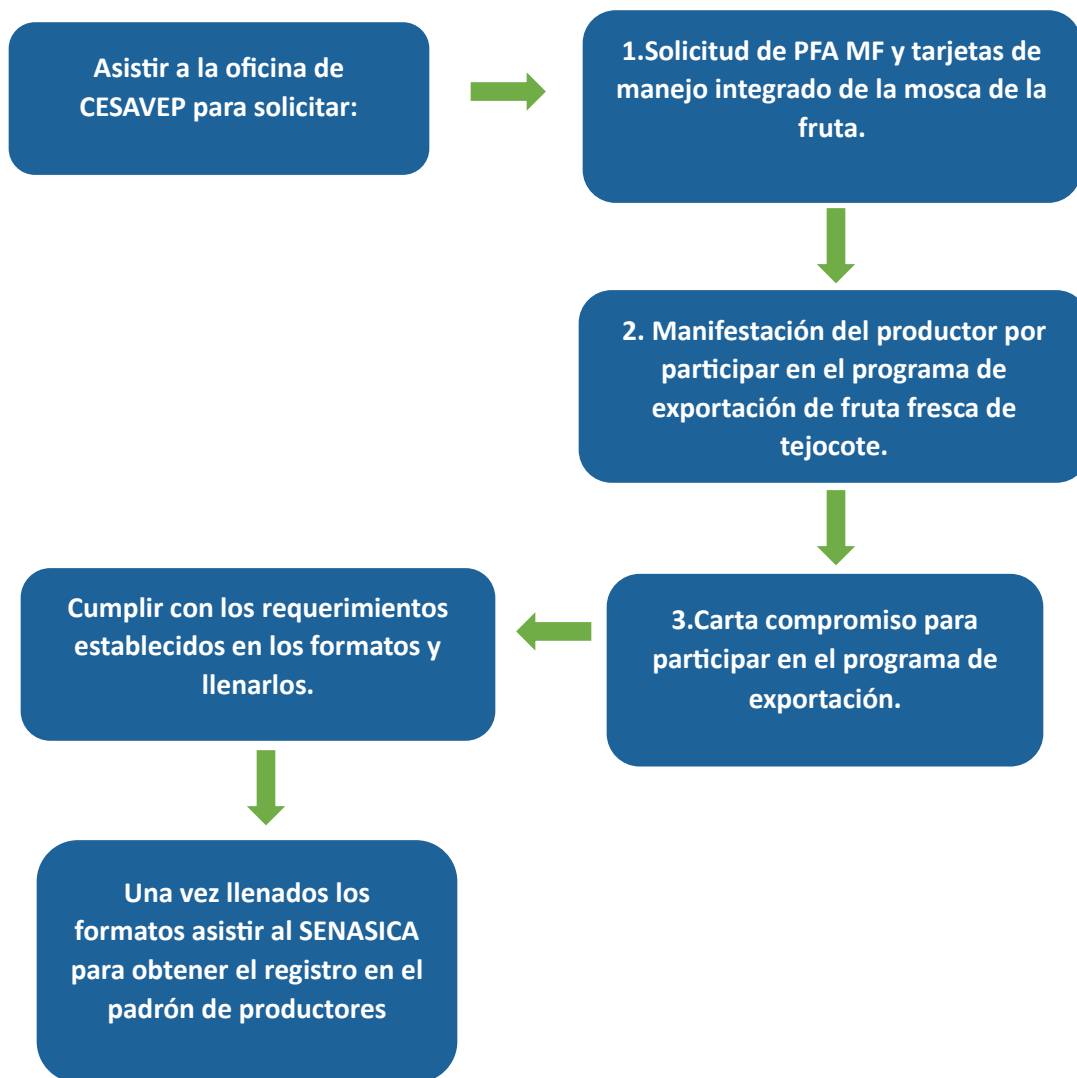 Asistir a la oficina de
CESAVEP para solicitar:
1.Solicitud de PFA MF y tarjetas de
manejo integrado de la mosca de la
fruta.
2. Manifestación del productor por
participar en el programa de
exportación de fruta fresca de
tejocote.
3.Carta compromiso para
participar en el programa de
exportación.
Cumplir con los requerimientos
establecidos en los formatos y
llenarlos.
Una vez llenados los
formatos asistir al SENASICA
para obtener el registro en el
padrón de productores